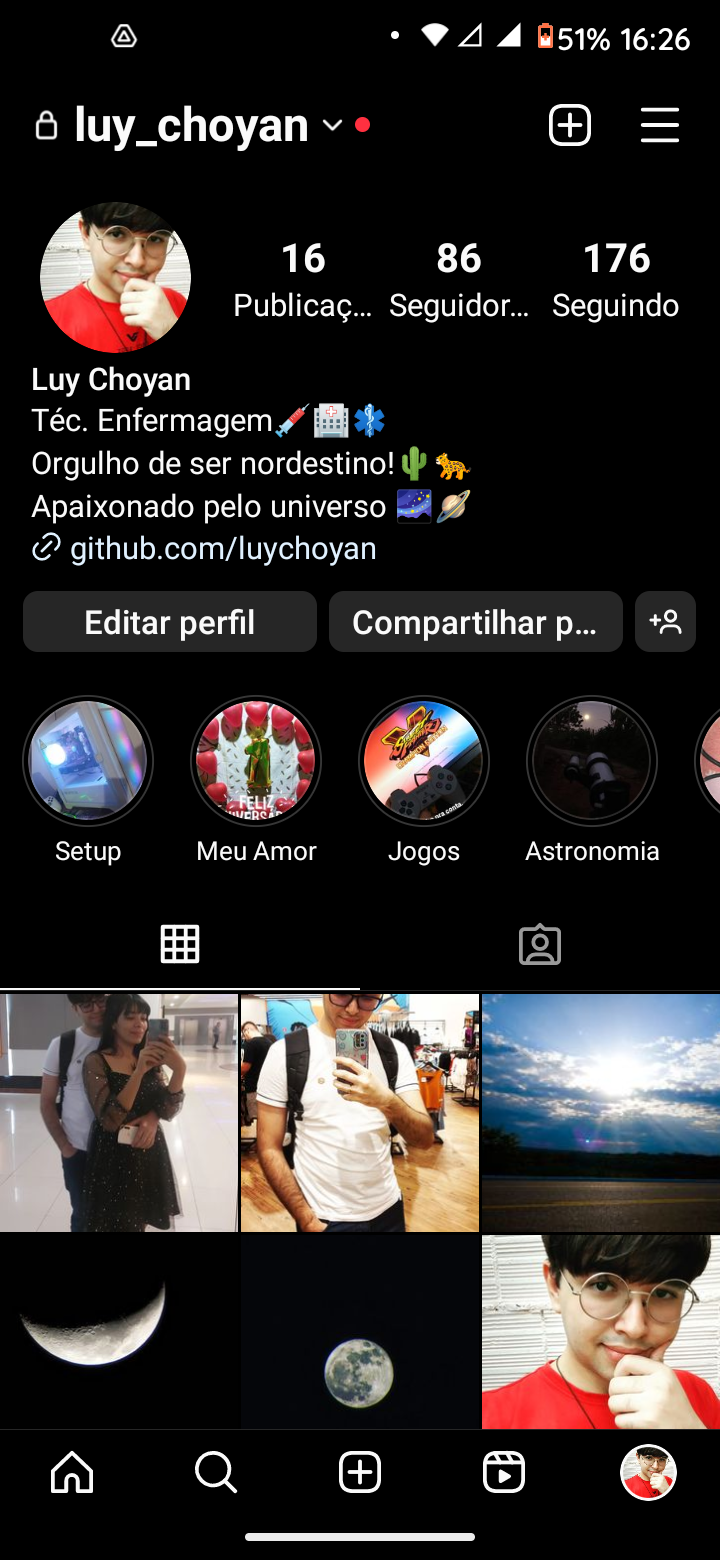 51% 16:26
luy_choyan
16 86 176
Publicaç... Seguidor... Seguindo
Luy Choyan
Téc. Enfermagem💉🏥⚕️
Orgulho de ser nordestino!🌵🐆
Apaixonado pelo universo 🌌🪐
github.com/luychoyan
Editar perfil Compartilhar p...
FELIZ
Setup Meu Amor Jogos Astronomia